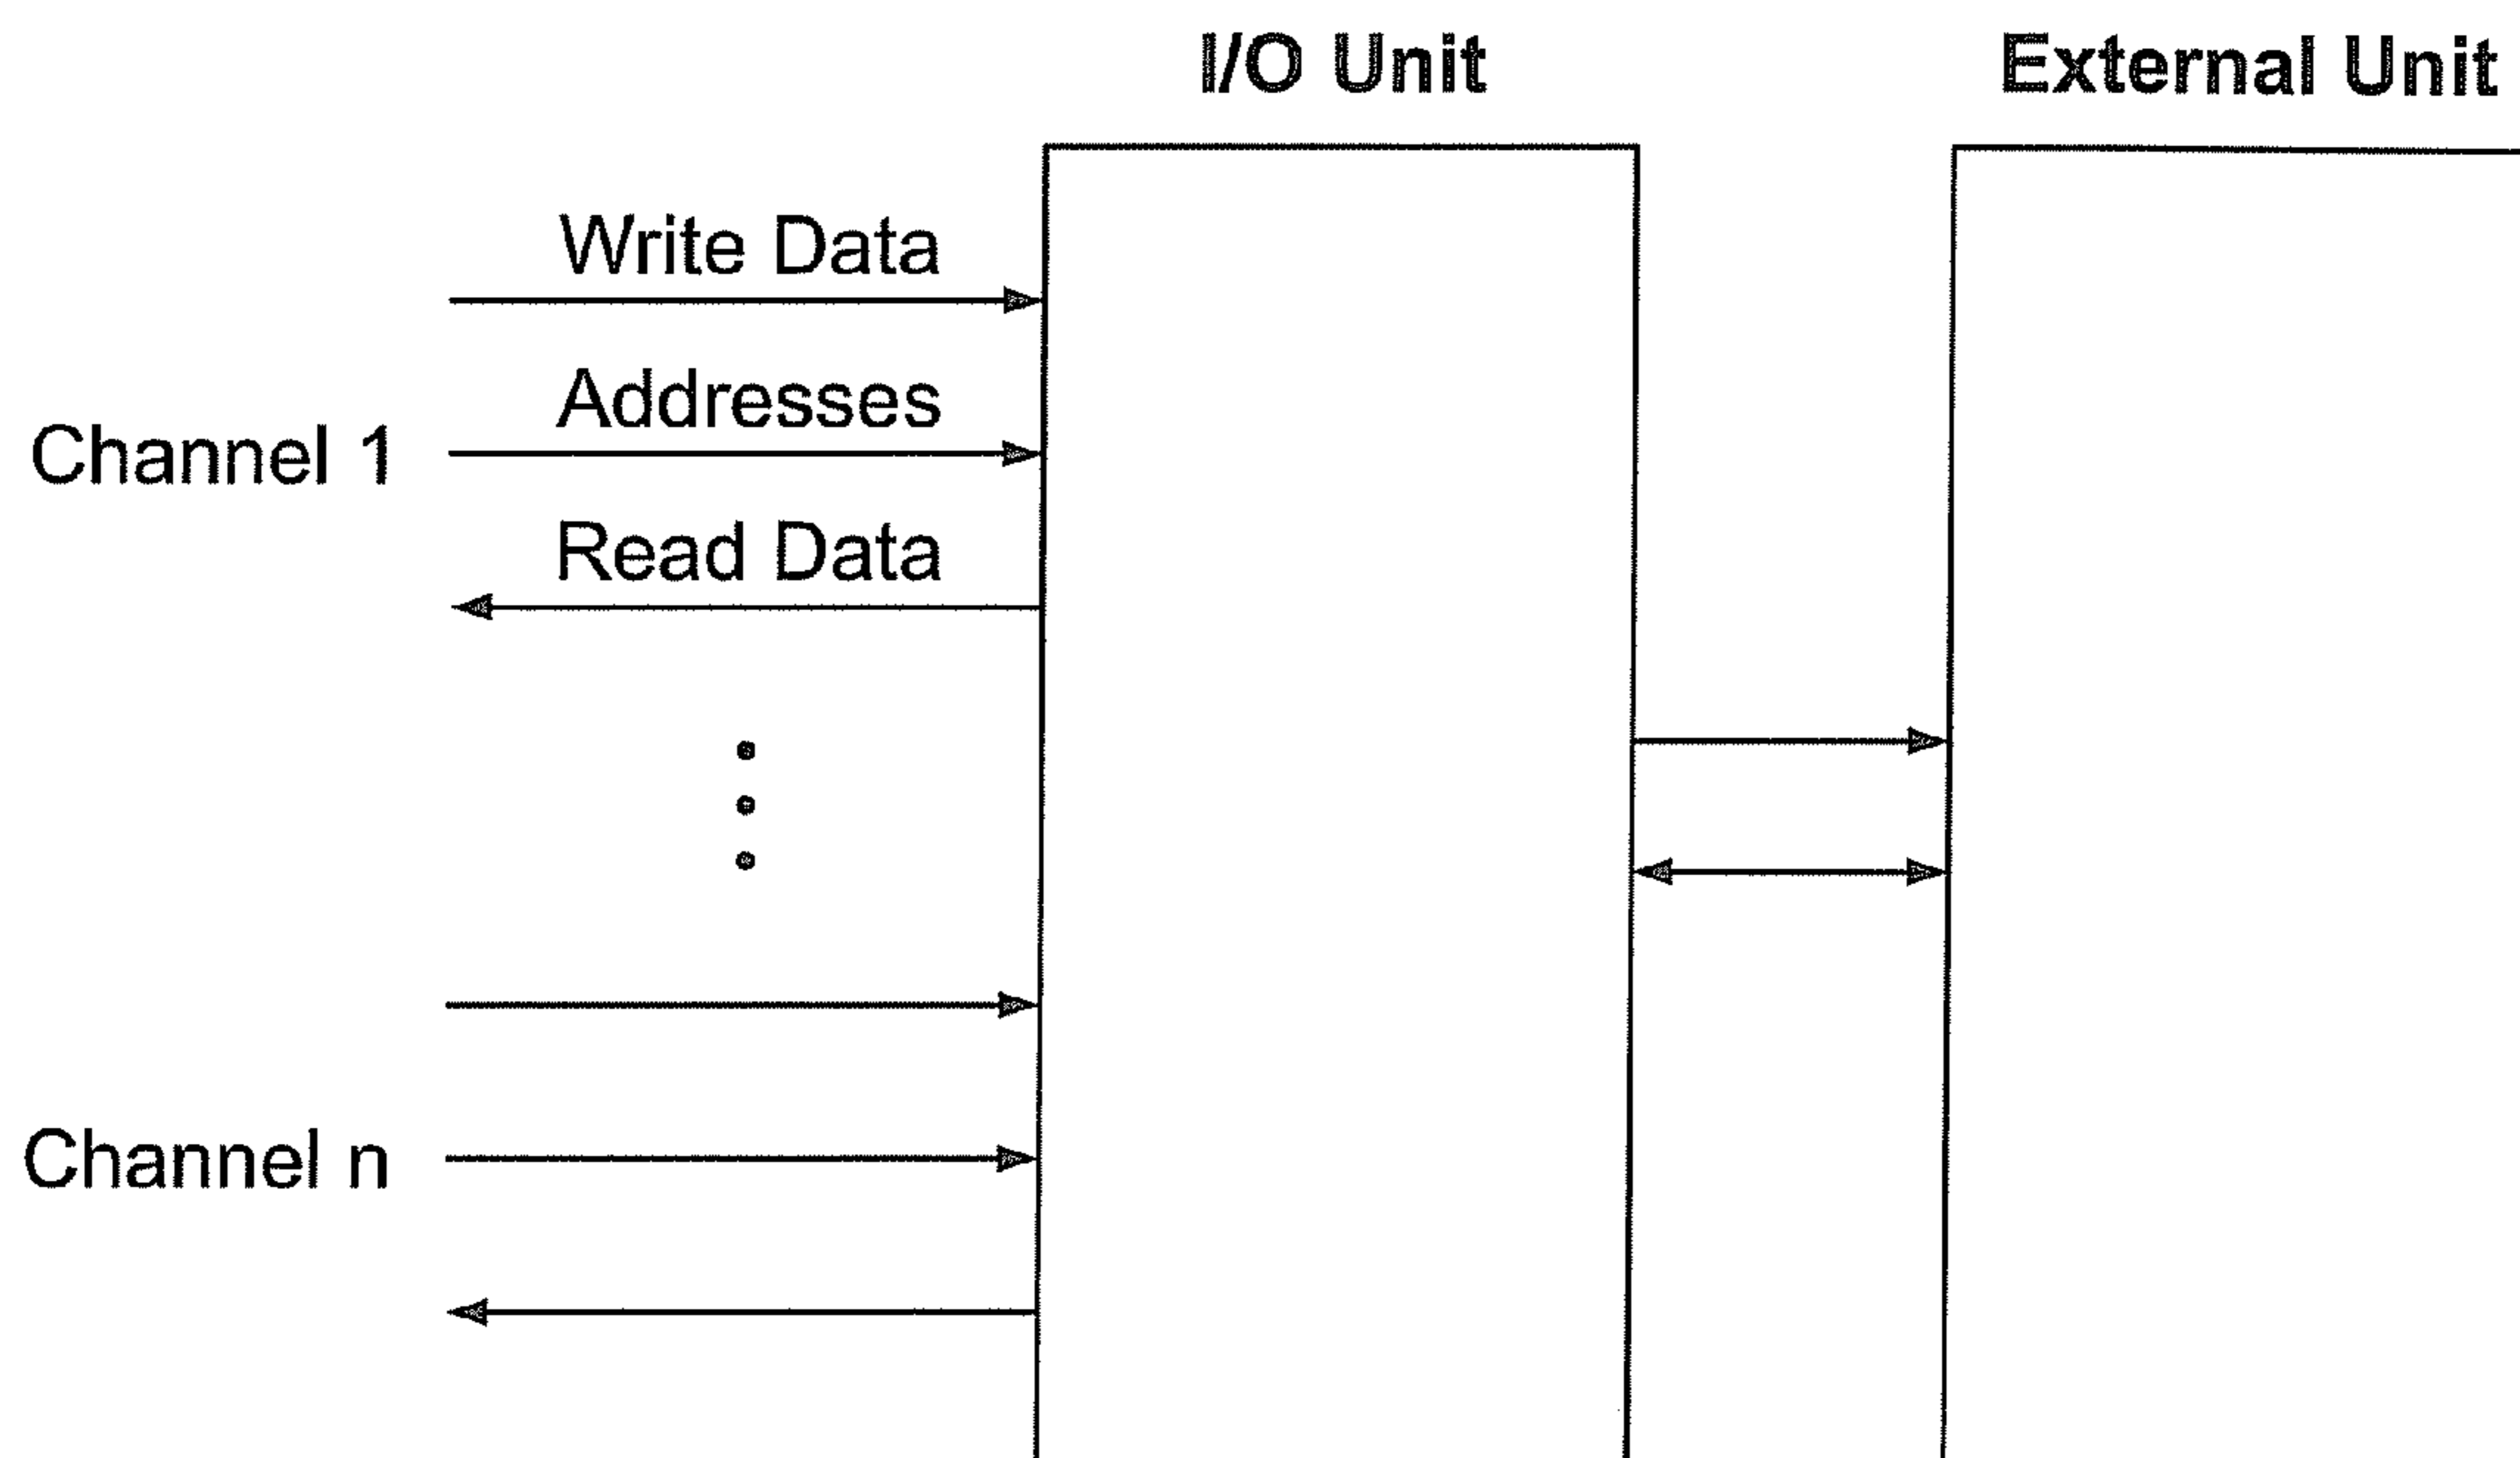 I/O Unit
External Unit
Write Data
Addresses
Channel 1
Read Data
Channel n